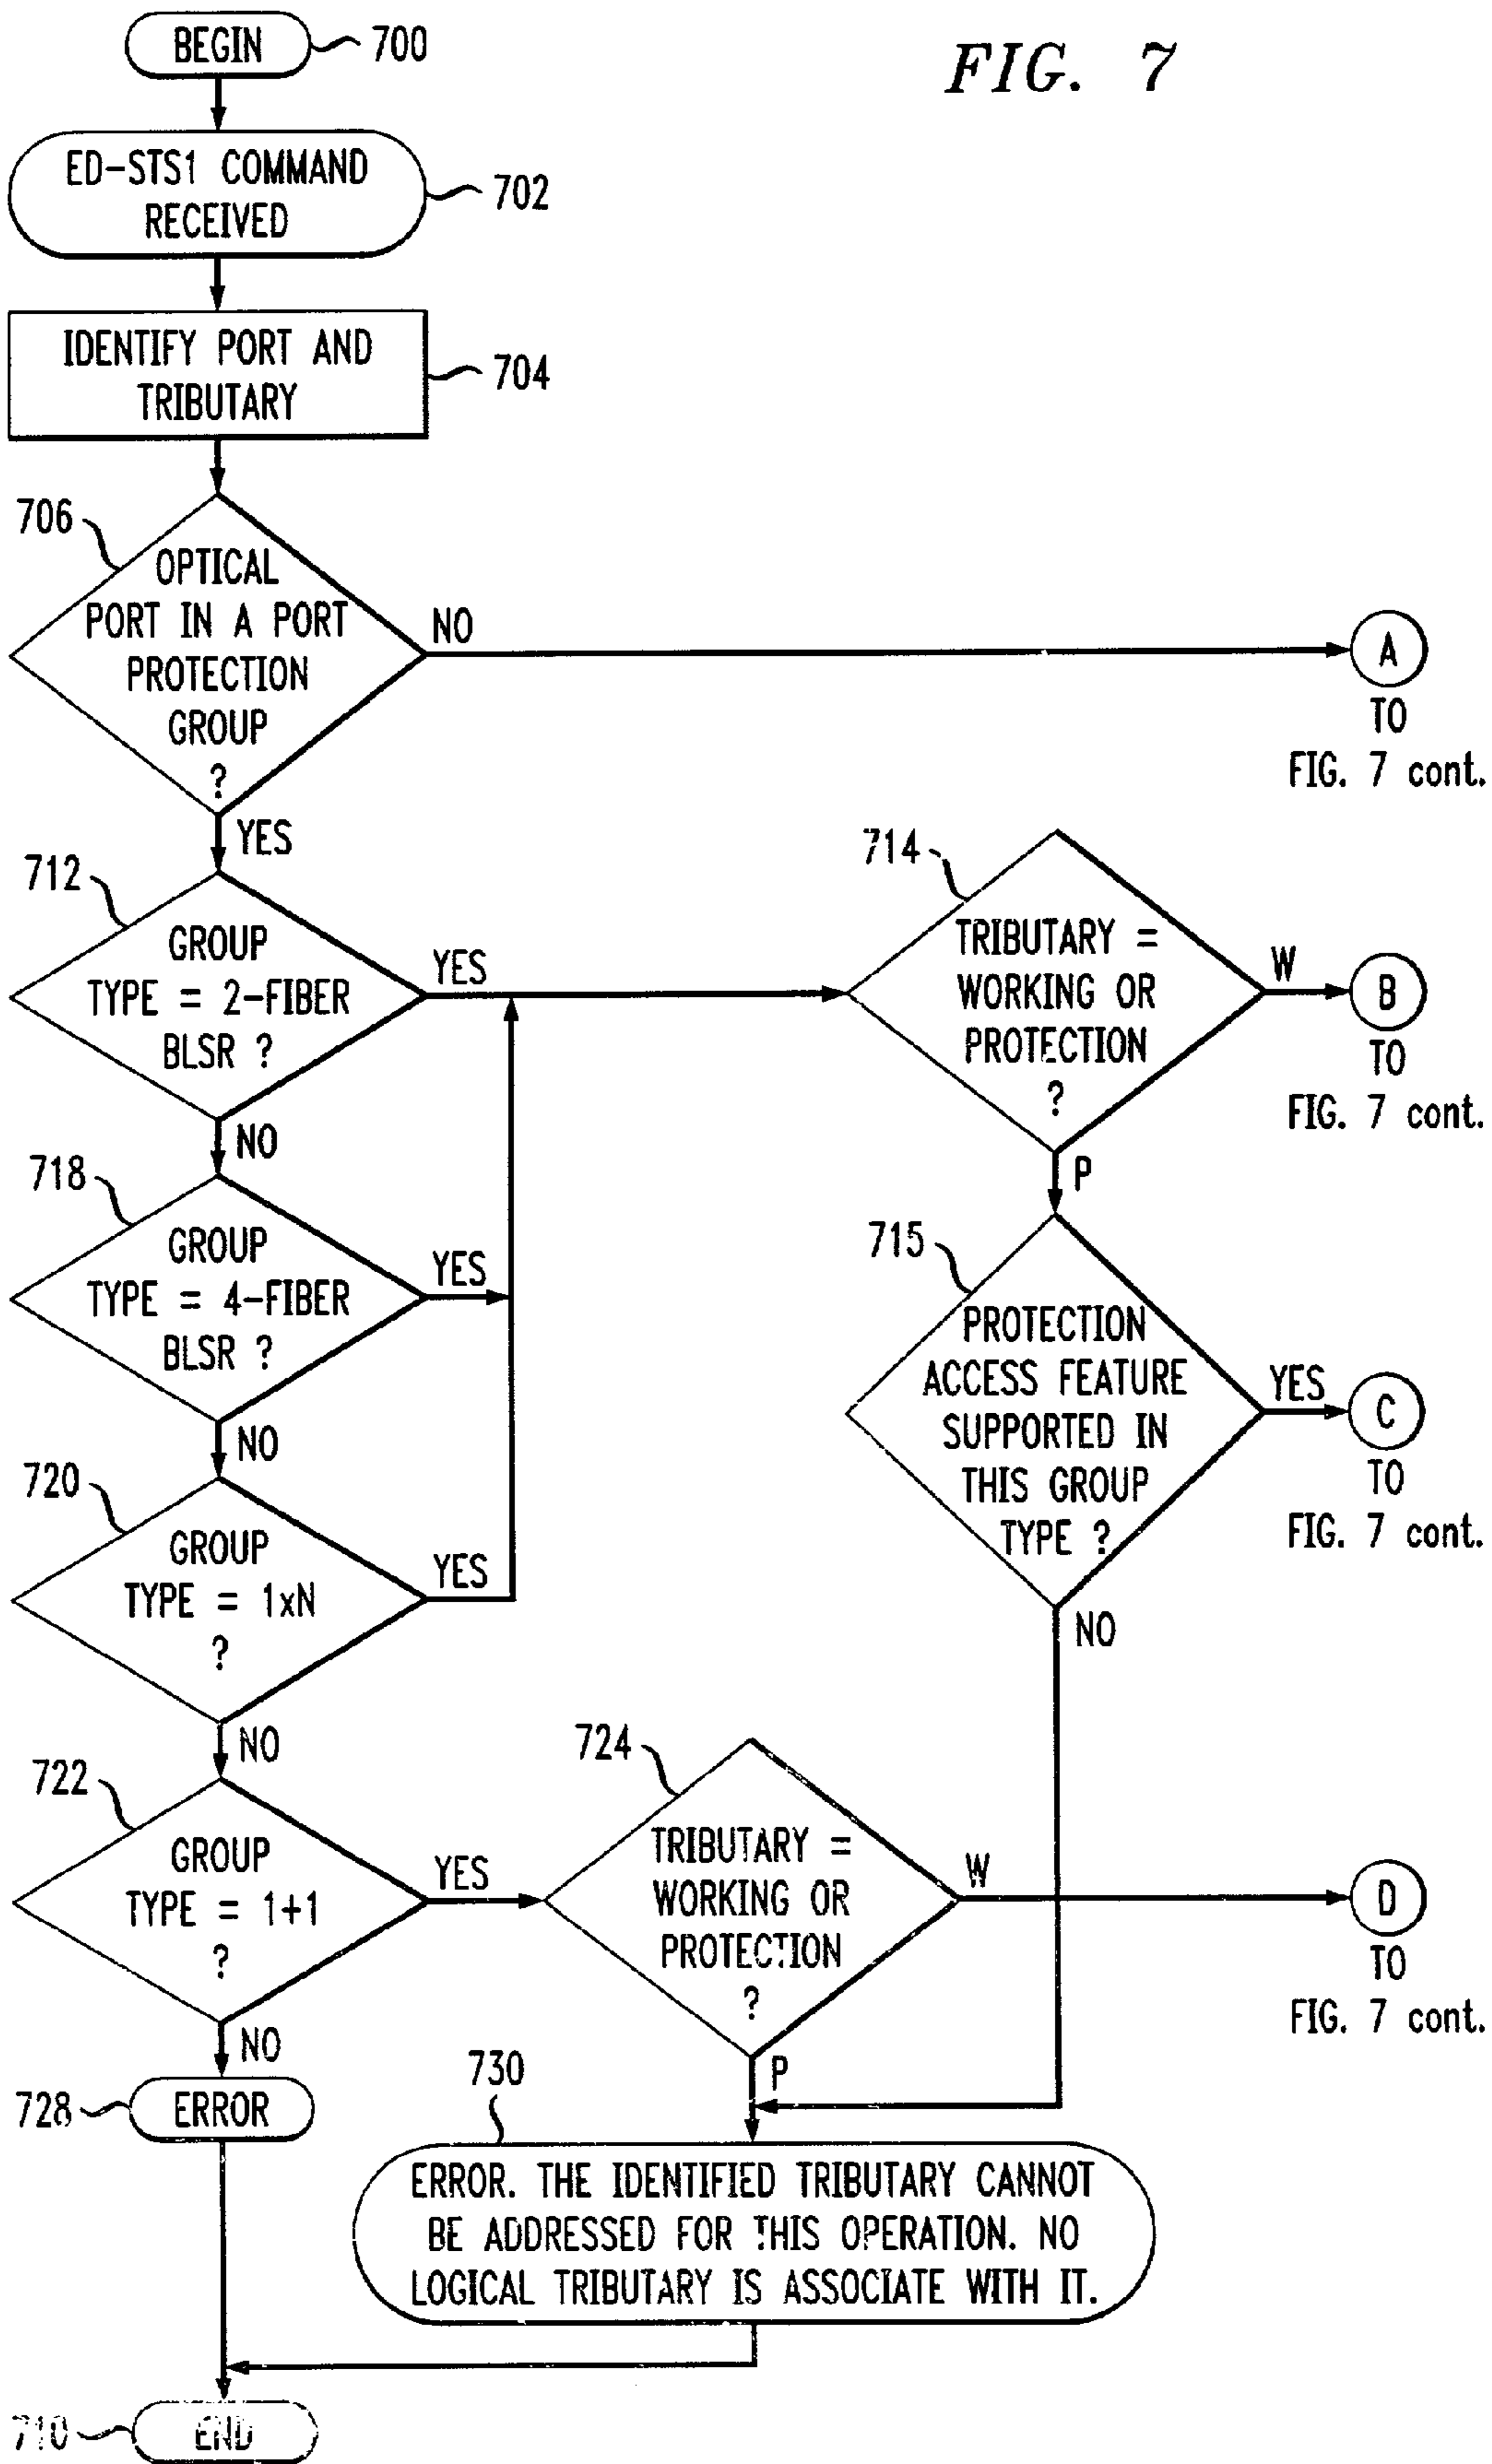 FIG. 7
BEGIN
700
ED-STS1 COMMAND
RECEIVED
702
IDENTIFY PORT AND
TRIBUTARY
704
706
OPTICAL
PORT IN A PORT
PROTECTION
GROUP
?
NO
A
TO
FIG. 7 cont.
YES
712
GROUP
TYPE = 2-FIBER
BLSR ?
YES
714
TRIBUTARY =
WORKING OR
PROTECTION
?
W
B
TO
FIG. 7 cont.
NO
P
718
GROUP
TYPE = 4-FIBER
BLSR ?
YES
715
PROTECTION
ACCESS FEATURE
SUPPORTED IN
THIS GROUP
TYPE ?
YES
C
TO
FIG. 7 cont.
NO
NO
720
GROUP
TYPE = 1xN
?
YES
NO
722
GROUP
TYPE = 1+1
?
YES
724
TRIBUTARY =
WORKING OR
PROTECTION
?
W
D
TO
FIG. 7 cont.
NO
P
728
ERROR
730
ERROR. THE IDENTIFIED TRIBUTARY CANNOT
BE ADDRESSED FOR THIS OPERATION. NO
LOGICAL TRIBUTARY IS ASSOCIATE WITH IT.
710
END